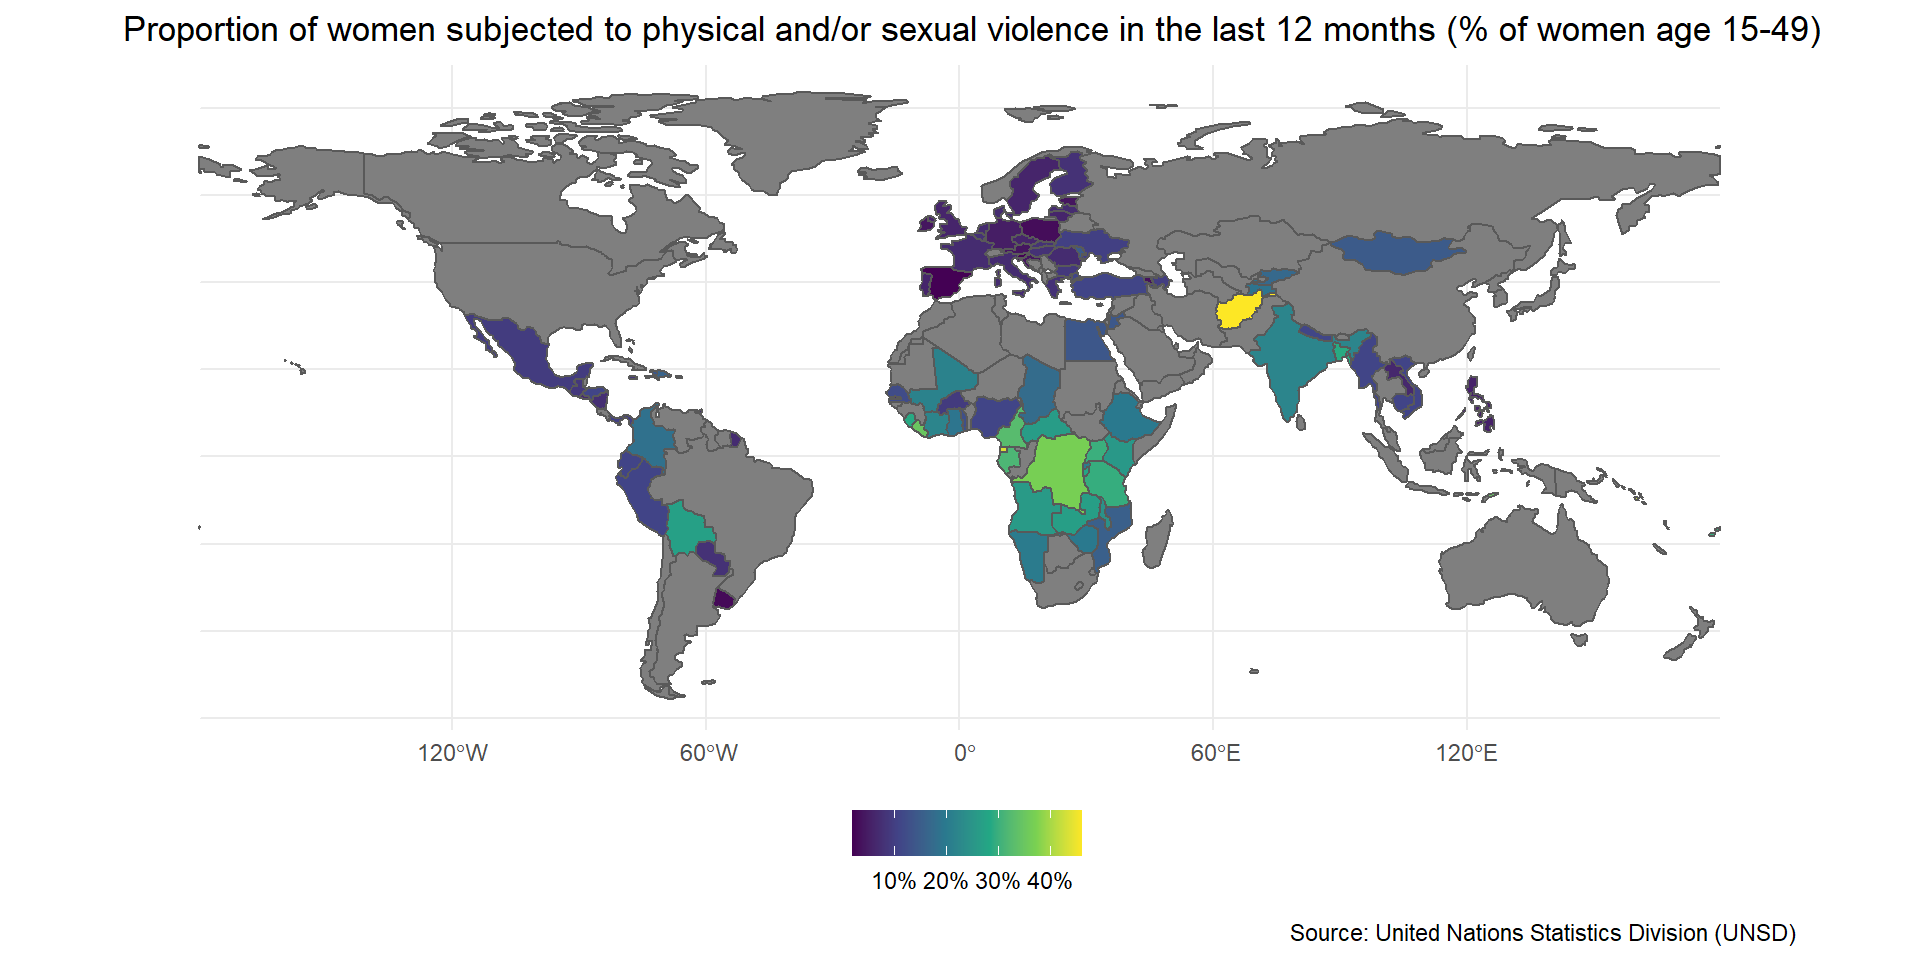 Proportion of women subjected to physical and/or sexual violence in the last 12 months (% of women age 15-49)
120°W 60°W 0° 60°E 120°E
10% 20% 30% 40%
Source: United Nations Statistics Division (UNSD)